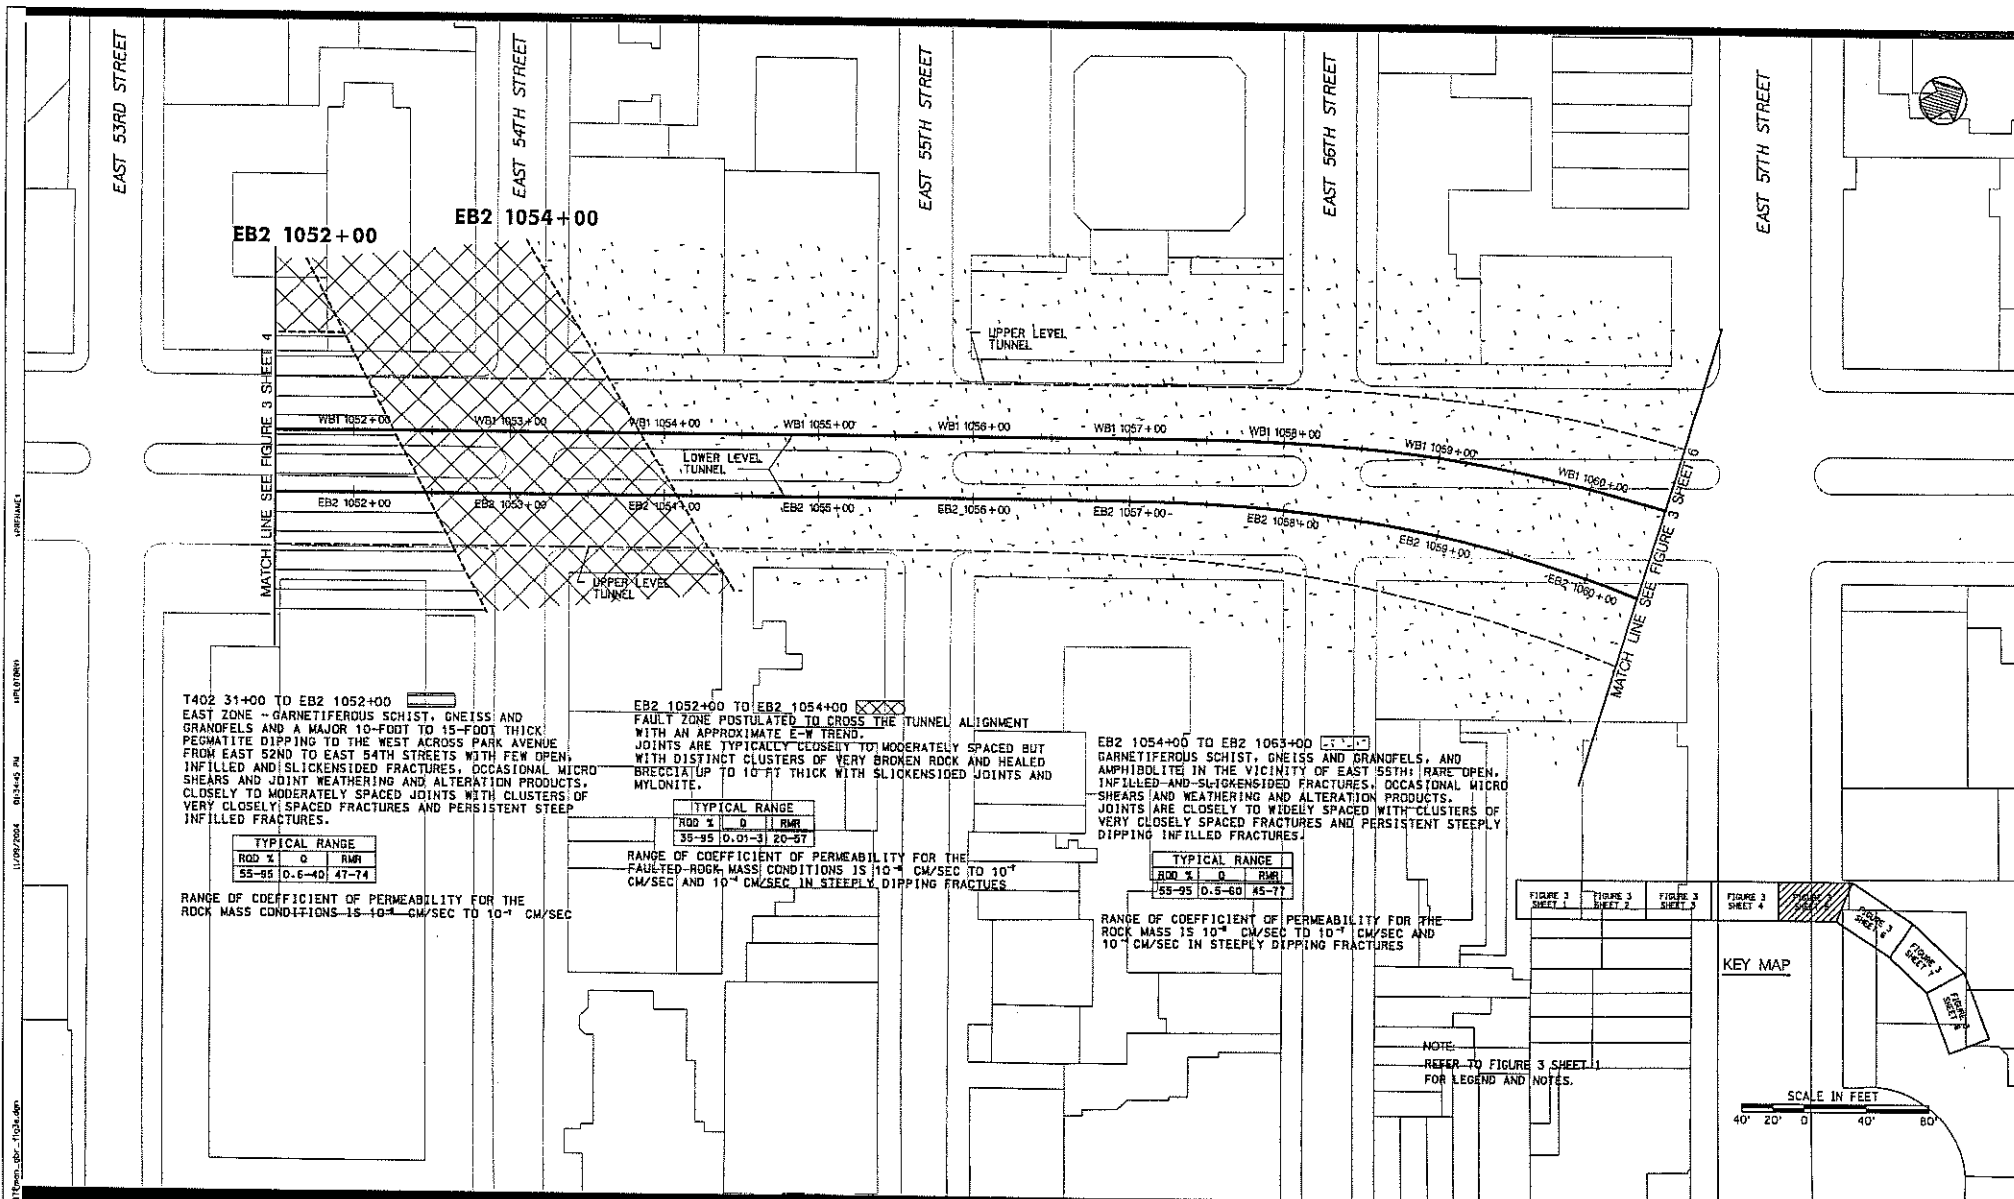 EAST 53RD STREET
EAST 54TH STREET
EAST 55TH STREET
EAST 56TH STREET
EAST 57TH STREET
EB2 1052+00
EB2 1054+00
MATCH LINE SEE FIGURE 3 SHEET 4
UPPER LEVEL
TUNNEL
WB1 1052+00
WB1 1053+00
WB1 1054+00
WB1 1055+00
WB1 1056+00
WB1 1057+00
WB1 1058+00
WB1 1059+00
WB1 1060+00
LOWER LEVEL
TUNNEL
EB2 1052+00
EB2 1053+00
EB2 1054+00
EB2 1055+00
EB2 1056+00
EB2 1057+00
EB2 1058+00
EB2 1059+00
EB2 1060+00
UPPER LEVEL
TUNNEL
MATCH LINE SEE FIGURE 3 SHEET 6
T402 31+00 TO EB2 1052+00
EAST ZONE - GARNETIFEROUS SCHIST, GNEISS AND
GRANOFELS AND A MAJOR 10-FOOT TO 15-FOOT THICK
PEGMATITE DIPPING TO THE WEST ACROSS PARK AVENUE
FROM EAST 52ND TO EAST 54TH STREETS WITH FEW OPEN,
INFILLED AND SLICKENSIDED FRACTURES, OCCASIONAL MICRO
SHEARS AND JOINT WEATHERING AND ALTERATION PRODUCTS.
CLOSELY TO MODERATELY SPACED JOINTS WITH CLUSTERS OF
VERY CLOSELY SPACED FRACTURES AND PERSISTENT STEEP
INFILLED FRACTURES.
TYPICAL RANGE
RQD % Q RMR
55-95 0.6-40 47-74
RANGE OF COEFFICIENT OF PERMEABILITY FOR THE
ROCK MASS CONDITIONS IS CM/SEC TO CM/SEC
EB2 1052+00 TO EB2 1054+00
FAULT ZONE POSTULATED TO CROSS THE TUNNEL ALIGNMENT
WITH AN APPROXIMATE E-W TREND.
JOINTS ARE TYPICALLY CLOSELY TO MODERATELY SPACED BUT
WITH DISTINCT CLUSTERS OF VERY BROKEN ROCK AND HEALED
BRECCIA UP TO 10 FT THICK WITH SLICKENSIDED JOINTS AND
MYLONITE.
TYPICAL RANGE
RQD % Q RMR
35-95 0.01-3 20-57
RANGE OF COEFFICIENT OF PERMEABILITY FOR THE
FAULTED ROCK MASS CONDITIONS IS CM/SEC TO
CM/SEC AND CM/SEC IN STEEPLY DIPPING FRACTUES
EB2 1054+00 TO EB2 1063+00
GARNETIFEROUS SCHIST, GNEISS AND GRANOFELS, AND
AMPHIBOLITE IN THE VICINITY OF EAST 55TH; RARE OPEN,
INFILLED AND SLICKENSIDED FRACTURES, OCCASIONAL MICRO
SHEARS AND WEATHERING AND ALTERATION PRODUCTS.
JOINTS ARE CLOSELY TO WIDELY SPACED WITH CLUSTERS OF
VERY CLOSELY SPACED FRACTURES AND PERSISTENT STEEPLY
DIPPING INFILLED FRACTURES.
TYPICAL RANGE
RQD % Q RMR
55-95 0.5-60 45-77
RANGE OF COEFFICIENT OF PERMEABILITY FOR THE
ROCK MASS IS CM/SEC TO CM/SEC AND
CM/SEC IN STEEPLY DIPPING FRACTURES
FIGURE 3
SHEET 1
FIGURE 3
SHEET 2
FIGURE 3
SHEET 3
FIGURE 3
SHEET 4
FIGURE 3
SHEET 6
FIGURE 3
SHEET 7
FIGURE 3
SHEET 8
KEY MAP
NOTE:
REFER TO FIGURE 3 SHEET 1
FOR LEGEND AND NOTES.
SCALE IN FEET
40' 20' 0 40' 80'